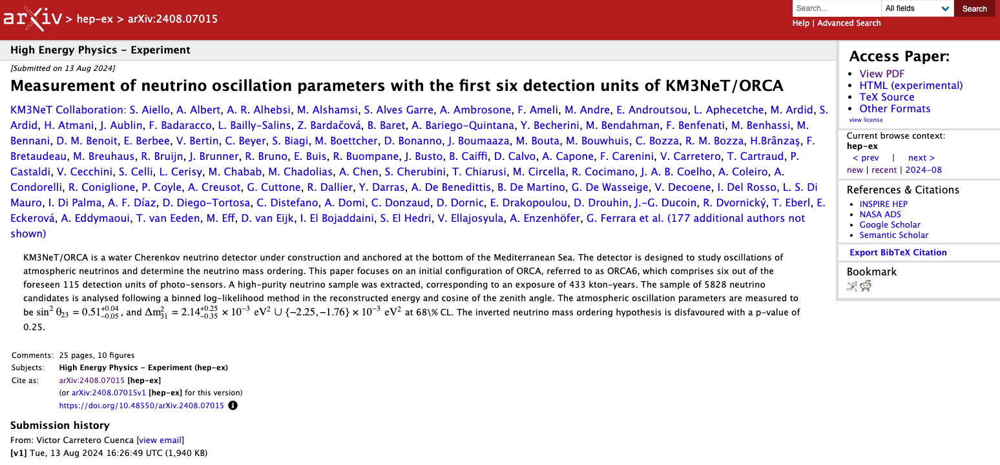 arXiv > hep-ex > arXiv:2408.07015
Search...
All fields
Search
Help | Advanced Search
High Energy Physics – Experiment
[Submitted on 13 Aug 2024]
Measurement of neutrino oscillation parameters with the first six detection units of KM3NeT/ORCA
KM3NeT Collaboration: S. Aiello, A. Albert, A. R. Alhebsi, M. Alshamsi, S. Alves Garre, A. Ambrosone, F. Ameli, M. Andre, E. Androutsou, L. Aphecetche, M. Ardid, S.
Ardid, H. Atmani, J. Aublin, F. Badaracco, L. Bailly-Salins, Z. Bardačová, B. Baret, A. Bariego-Quintana, Y. Becherini, M. Bendahman, F. Benfenati, M. Benhassi, M.
Bennani, D. M. Benoit, E. Berbee, V. Bertin, C. Beyer, S. Biagi, M. Boettcher, D. Bonanno, J. Boumaaza, M. Bouta, M. Bouwhuis, C. Bozza, R. M. Bozza, H.Brânzaş, F.
Bretaudeau, M. Breuhaus, R. Bruijn, J. Brunner, R. Bruno, E. Buis, R. Buompane, J. Busto, B. Caiffi, D. Calvo, A. Capone, F. Carenini, V. Carretero, T. Cartraud, P.
Castaldi, V. Cecchini, S. Celli, L. Cerisy, M. Chabab, M. Chadolias, A. Chen, S. Cherubini, T. Chiarusi, M. Circella, R. Cocimano, J. A. B. Coelho, A. Coleiro, A.
Condorelli, R. Coniglione, P. Coyle, A. Creusot, G. Cuttone, R. Dallier, Y. Darras, A. De Benedittis, B. De Martino, G. De Wasseige, V. Decoene, I. Del Rosso, L. S. Di
Mauro, I. Di Palma, A. F. Díaz, D. Diego-Tortosa, C. Distefano, A. Domi, C. Donzaud, D. Dornic, E. Drakopoulou, D. Drouhin, J.-G. Ducoin, R. Dvornický, T. Eberl, E.
Eckerová, A. Eddymaoui, T. van Eeden, M. Eff, D. van Eijk, I. El Bojaddaini, S. El Hedri, V. Ellajosyula, A. Enzenhöfer, G. Ferrara et al. (177 additional authors not
shown)
KM3NeT/ORCA is a water Cherenkov neutrino detector under construction and anchored at the bottom of the Mediterranean Sea. The detector is designed to study oscillations of
atmospheric neutrinos and determine the neutrino mass ordering. This paper focuses on an initial configuration of ORCA, referred to as ORCA6, which comprises six out of the
foreseen 115 detection units of photo-sensors. A high-purity neutrino sample was extracted, corresponding to an exposure of 433 kton-years. The sample of 5828 neutrino
candidates is analysed following a binned log-likelihood method in the reconstructed energy and cosine of the zenith angle. The atmospheric oscillation parameters are measured to
be sin² θ₂₃ = 0.51 +0.04 −0.05, and Δm²₃₁ = 2.14 +0.25 −0.35 × 10⁻³ eV² ∪ {−2.25, −1.76} × 10⁻³ eV² at 68\% CL. The inverted neutrino mass ordering hypothesis is disfavoured with a p-value of
0.25.
Comments: 25 pages, 10 figures
Subjects: High Energy Physics – Experiment (hep-ex)
Cite as: arXiv:2408.07015 [hep-ex]
(or arXiv:2408.07015v1 [hep-ex] for this version)
https://doi.org/10.48550/arXiv.2408.07015
Submission history
From: Victor Carretero Cuenca [view email]
[v1] Tue, 13 Aug 2024 16:26:49 UTC (1,940 KB)
Access Paper:
View PDF
HTML (experimental)
TeX Source
Other Formats
view license
Current browse context:
hep-ex
< prev | next >
new | recent | 2024-08
References & Citations
INSPIRE HEP
NASA ADS
Google Scholar
Semantic Scholar
Export BibTeX Citation
Bookmark